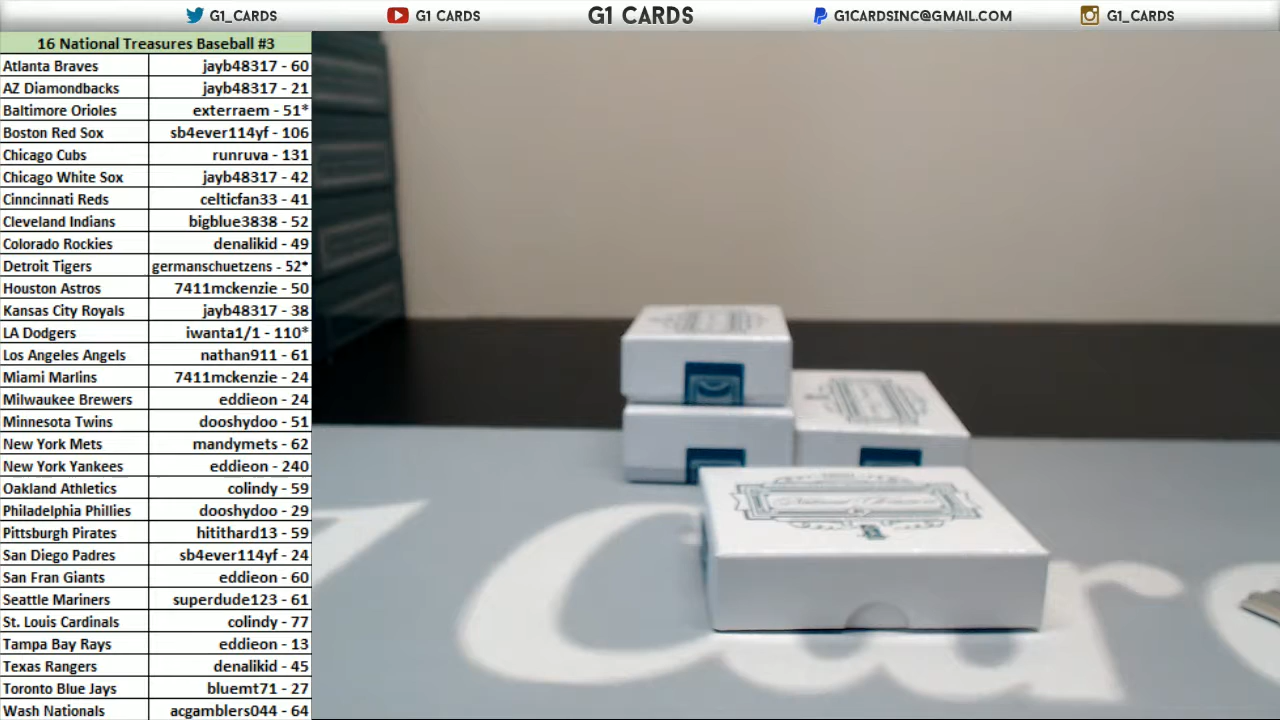 G1_CARDS G1 CARDS G1 CARDS G1CARDSINC@GMAIL.COM G1_CARDS
16 National Treasures Baseball #3
Atlanta Braves jayb48317 - 60
AZ Diamondbacks jayb48317 - 21
Baltimore Orioles exterraem - 51*
Boston Red Sox sb4ever114yf - 106
Chicago Cubs runruva - 131
Chicago White Sox jayb48317 - 42
Cinncinnati Reds celticfan33 - 41
Cleveland Indians bigblue3838 - 52
Colorado Rockies denalikid - 49
Detroit Tigers germanschuetzens - 52*
Houston Astros 7411mckenzie - 50
Kansas City Royals jayb48317 - 38
LA Dodgers iwanta1/1 - 110*
Los Angeles Angels nathan911 - 61
Miami Marlins 7411mckenzie - 24
Milwaukee Brewers eddieon - 24
Minnesota Twins dooshydoo - 51
New York Mets mandymets - 62
New York Yankees eddieon - 240
Oakland Athletics colindy - 59
Philadelphia Phillies dooshydoo - 29
Pittsburgh Pirates hitithard13 - 59
San Diego Padres sb4ever114yf - 24
San Fran Giants eddieon - 60
Seattle Mariners superdude123 - 61
St. Louis Cardinals colindy - 77
Tampa Bay Rays eddieon - 13
Texas Rangers denalikid - 45
Toronto Blue Jays bluemt71 - 27
Wash Nationals acgamblers044 - 64
National Treasures